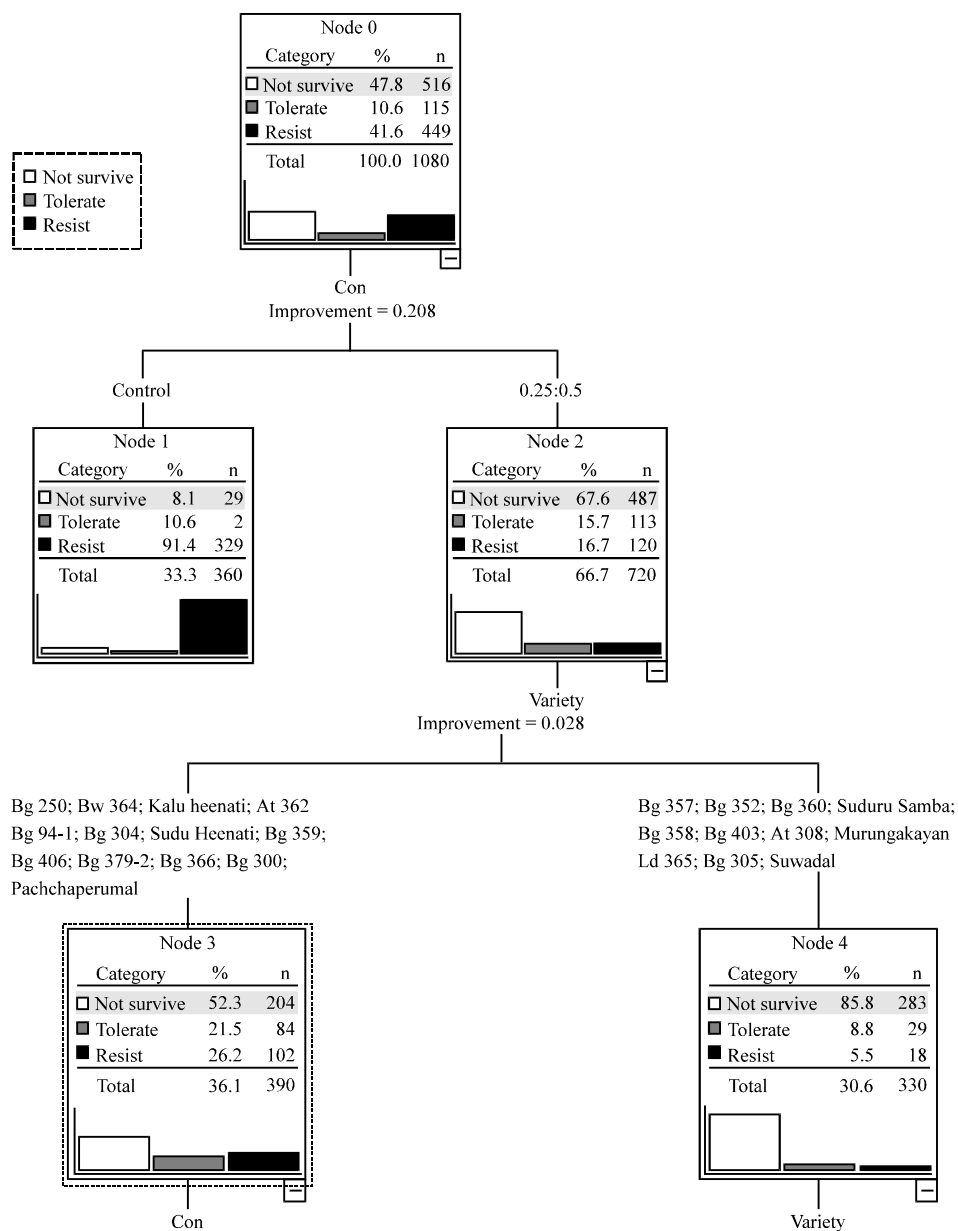 Node 0
Category % n
Not survive 47.8 516
Tolerate 10.6 115
Resist 41.6 449
Total 100.0 1080
Not survive
Tolerate
Resist
Con
Improvement = 0.208
Control
0.25:0.5
Node 1
Category % n
Not survive 8.1 29
Tolerate 10.6 2
Resist 91.4 329
Total 33.3 360
Node 2
Category % n
Not survive 67.6 487
Tolerate 15.7 113
Resist 16.7 120
Total 66.7 720
Variety
Improvement = 0.028
Bg 250; Bw 364; Kalu heenati; At 362
Bg 94-1; Bg 304; Sudu Heenati; Bg 359;
Bg 406; Bg 379-2; Bg 366; Bg 300;
Pachchaperumal
Bg 357; Bg 352; Bg 360; Suduru Samba;
Bg 358; Bg 403; At 308; Murungakayan
Ld 365; Bg 305; Suwadal
Node 3
Category % n
Not survive 52.3 204
Tolerate 21.5 84
Resist 26.2 102
Total 36.1 390
Con
Node 4
Category % n
Not survive 85.8 283
Tolerate 8.8 29
Resist 5.5 18
Total 30.6 330
Variety